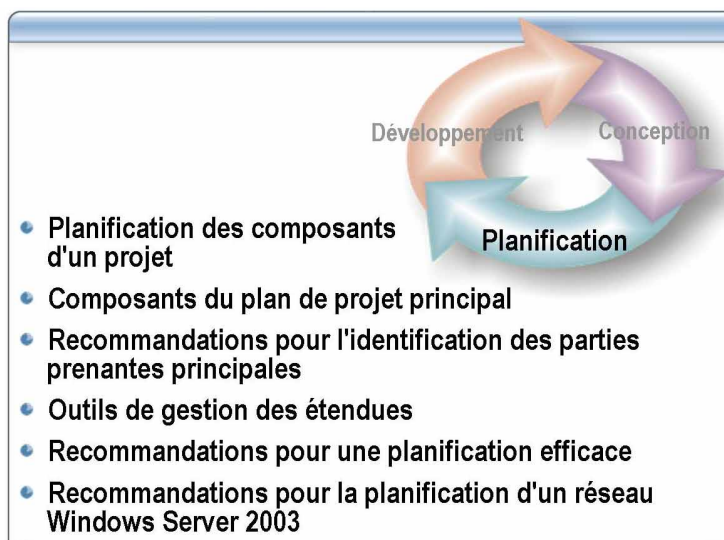 Développement
Conception
Planification
Planification des composants
d'un projet
Composants du plan de projet principal
Recommandations pour l'identification des parties
prenantes principales
Outils de gestion des étendues
Recommandations pour une planification efficace
Recommandations pour la planification d'un réseau
Windows Server 2003